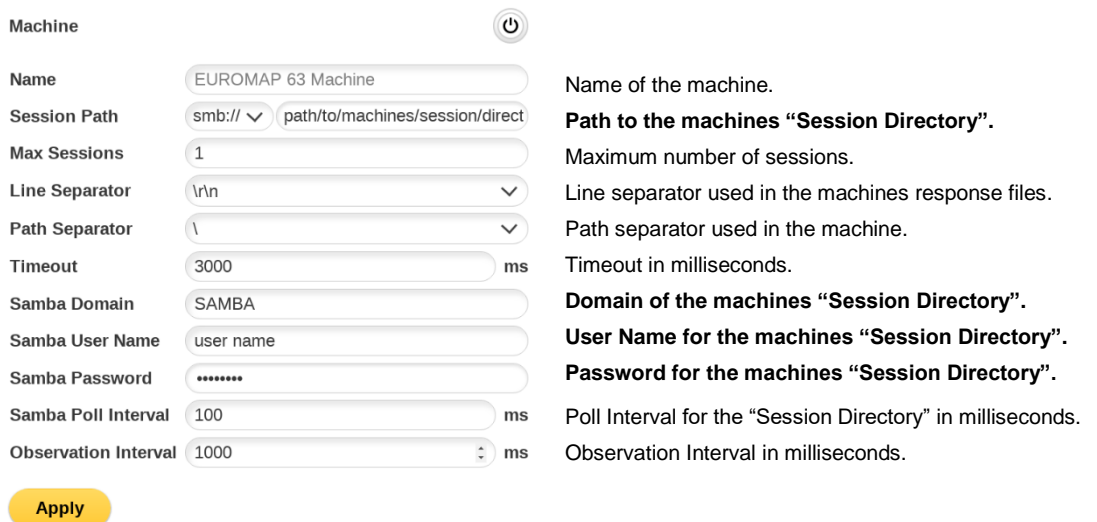 Machine
Name EUROMAP 63 Machine Name of the machine.
Session Path smb:// path/to/machines/session/direct Path to the machines “Session Directory”.
Max Sessions 1 Maximum number of sessions.
Line Separator \r\n Line separator used in the machines response files.
Path Separator \ Path separator used in the machine.
Timeout 3000 ms Timeout in milliseconds.
Samba Domain SAMBA Domain of the machines “Session Directory”.
Samba User Name user name User Name for the machines “Session Directory”.
Samba Password •••••••• Password for the machines “Session Directory”.
Samba Poll Interval 100 ms Poll Interval for the “Session Directory” in milliseconds.
Observation Interval 1000 ms Observation Interval in milliseconds.
Apply